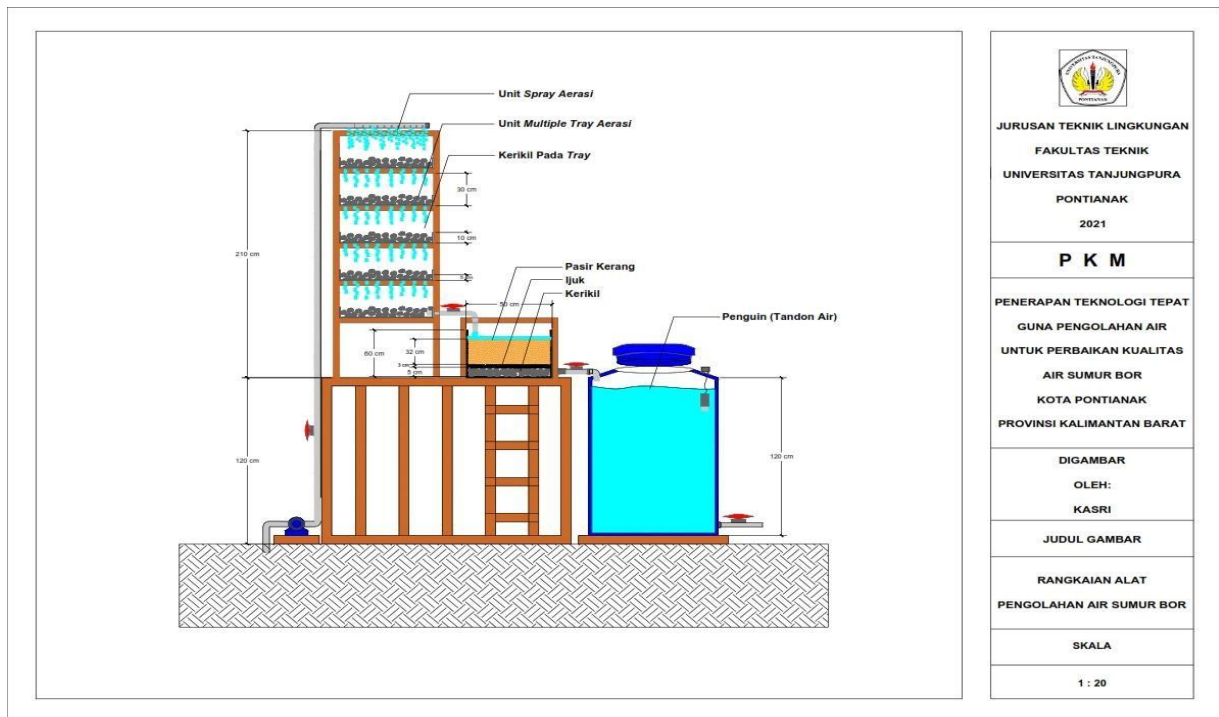 Unit Spray Aerasi
Unit Multiple Tray Aerasi
Kerikil Pada Tray
30 cm
10 cm
210 cm
Pasir Kerang
Ijuk
Kerikil
50 cm
60 cm
32 cm
5 cm
Penguin (Tandon Air)
120 cm
120 cm
UNIVERSITAS TANJUNGPURA
PONTIANAK
JURUSAN TEKNIK LINGKUNGAN
FAKULTAS TEKNIK
UNIVERSITAS TANJUNGPURA
PONTIANAK
2021
P K M
PENERAPAN TEKNOLOGI TEPAT
GUNA PENGOLAHAN AIR
UNTUK PERBAIKAN KUALITAS
AIR SUMUR BOR
KOTA PONTIANAK
PROVINSI KALIMANTAN BARAT
DIGAMBAR
OLEH:
KASRI
JUDUL GAMBAR
RANGKAIAN ALAT
PENGOLAHAN AIR SUMUR BOR
SKALA
1 : 20